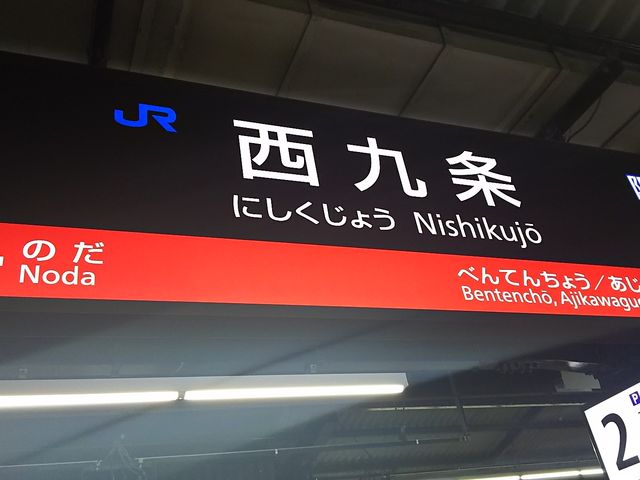 JR
西九条
にしくじょう Nishikujō
のだ
Noda
べんてんちょう/あじ
Bentenchō, Ajikawagu
2
P